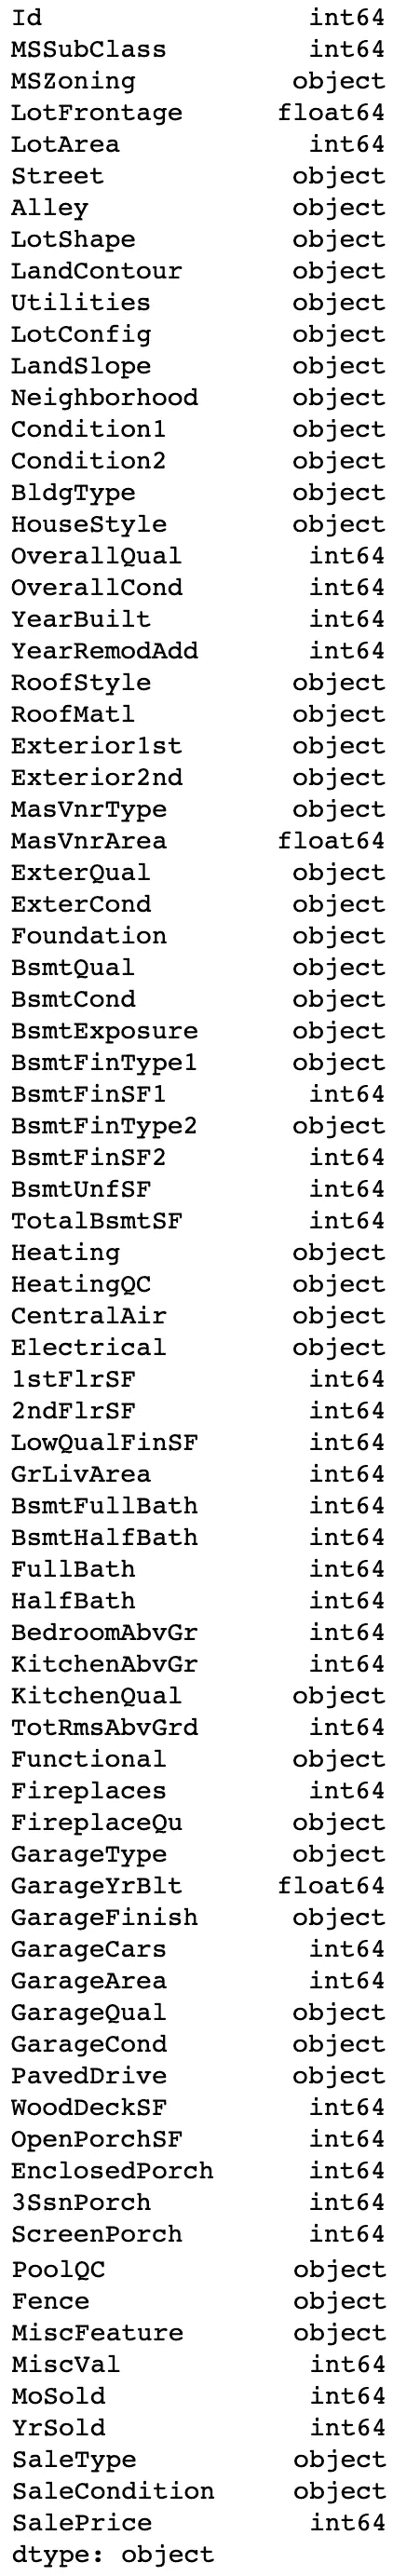 Id int64
MSSubClass int64
MSZoning object
LotFrontage float64
LotArea int64
Street object
Alley object
LotShape object
LandContour object
Utilities object
LotConfig object
LandSlope object
Neighborhood object
Condition1 object
Condition2 object
BldgType object
HouseStyle object
OverallQual int64
OverallCond int64
YearBuilt int64
YearRemodAdd int64
RoofStyle object
RoofMatl object
Exterior1st object
Exterior2nd object
MasVnrType object
MasVnrArea float64
ExterQual object
ExterCond object
Foundation object
BsmtQual object
BsmtCond object
BsmtExposure object
BsmtFinType1 object
BsmtFinSF1 int64
BsmtFinType2 object
BsmtFinSF2 int64
BsmtUnfSF int64
TotalBsmtSF int64
Heating object
HeatingQC object
CentralAir object
Electrical object
1stFlrSF int64
2ndFlrSF int64
LowQualFinSF int64
GrLivArea int64
BsmtFullBath int64
BsmtHalfBath int64
FullBath int64
HalfBath int64
BedroomAbvGr int64
KitchenAbvGr int64
KitchenQual object
TotRmsAbvGrd int64
Functional object
Fireplaces int64
FireplaceQu object
GarageType object
GarageYrBlt float64
GarageFinish object
GarageCars int64
GarageArea int64
GarageQual object
GarageCond object
PavedDrive object
WoodDeckSF int64
OpenPorchSF int64
EnclosedPorch int64
3SsnPorch int64
ScreenPorch int64
PoolQC object
Fence object
MiscFeature object
MiscVal int64
MoSold int64
YrSold int64
SaleType object
SaleCondition object
SalePrice int64
dtype: object